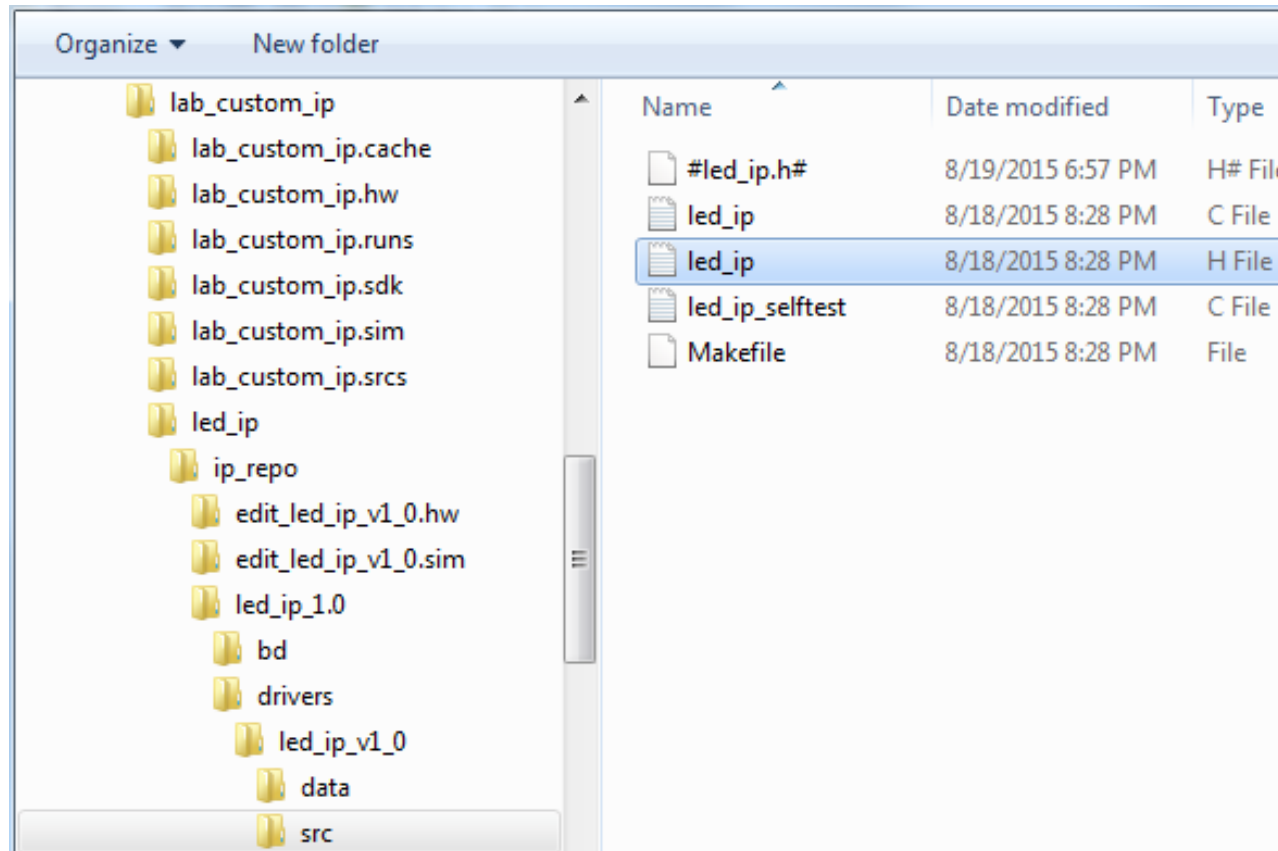 Organize New folder
lab_custom_ip
lab_custom_ip.cache
lab_custom_ip.hw
lab_custom_ip.runs
lab_custom_ip.sdk
lab_custom_ip.sim
lab_custom_ip.srcs
led_ip
ip_repo
edit_led_ip_v1_0.hw
edit_led_ip_v1_0.sim
led_ip_1.0
bd
drivers
led_ip_v1_0
data
src
Name Date modified Type
#led_ip.h# 8/19/2015 6:57 PM H# File
led_ip 8/18/2015 8:28 PM C File
led_ip 8/18/2015 8:28 PM H File
led_ip_selftest 8/18/2015 8:28 PM C File
Makefile 8/18/2015 8:28 PM File